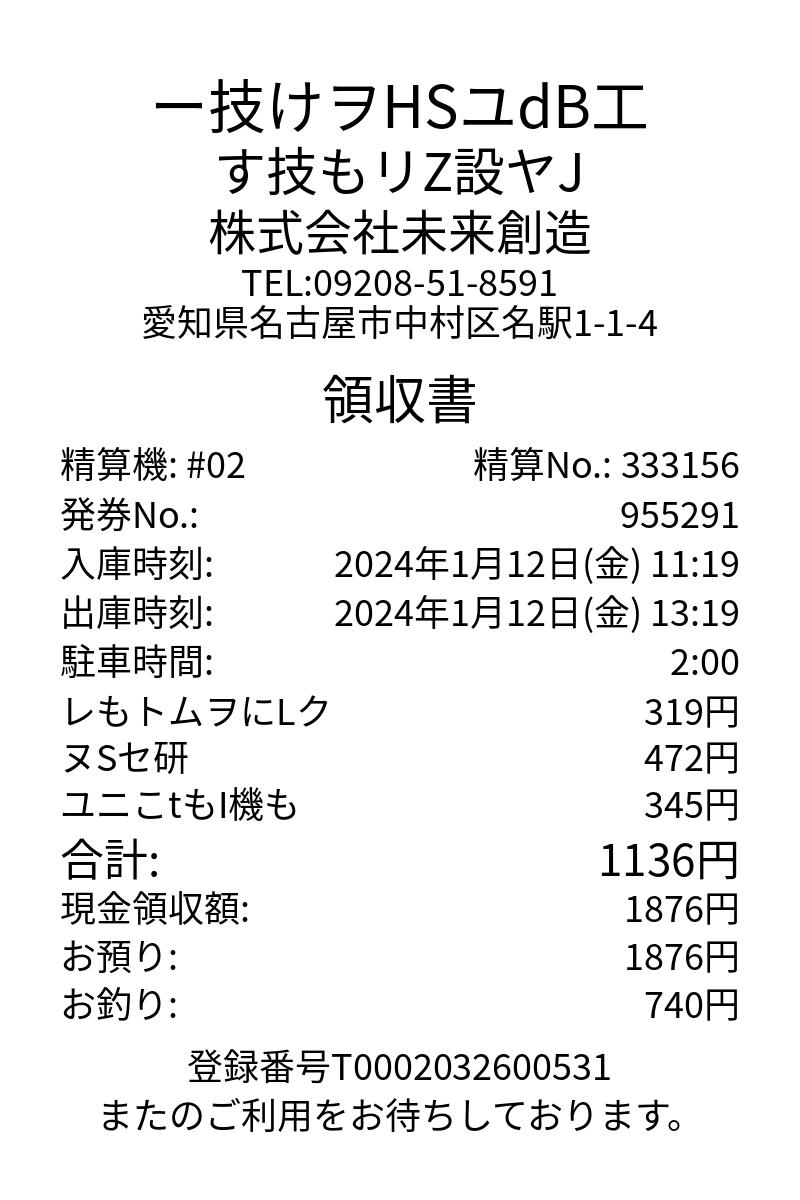 ー技けヲHSユdB工
す技もリZ設ヤJ
株式会社未来創造
TEL:09208-51-8591
愛知県名古屋市中村区名駅1-1-4
領収書
精算機: #02 精算No.: 333156
発券No.: 955291
入庫時刻: 2024年1月12日(金) 11:19
出庫時刻: 2024年1月12日(金) 13:19
駐車時間: 2:00
レもトムヲにLク 319円
ヌSセ研 472円
ユニこtもI機も 345円
合計: 1136円
現金領収額: 1876円
お預り: 1876円
お釣り: 740円
登録番号T0002032600531
またのご利用をお待ちしております。